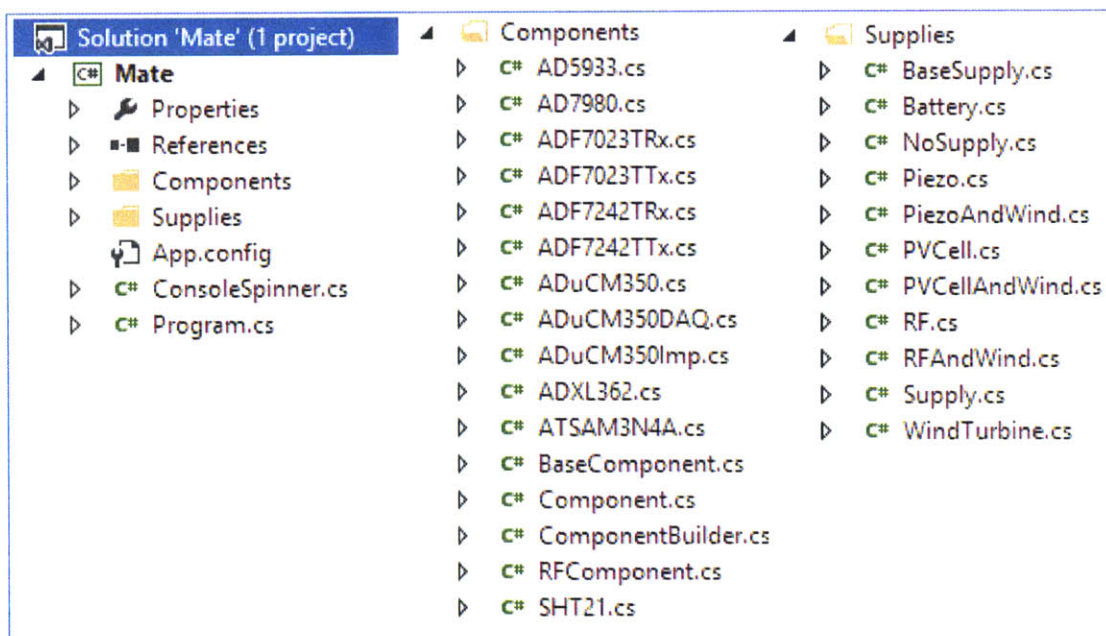 Solution 'Mate' (1 project)
C# Mate
Properties
References
Components
Supplies
App.config
C# ConsoleSpinner.cs
C# Program.cs
Components
C# AD5933.cs
C# AD7980.cs
C# ADF7023TRx.cs
C# ADF7023TTx.cs
C# ADF7242TRx.cs
C# ADF7242TTx.cs
C# ADuCM350.cs
C# ADuCM350DAQ.cs
C# ADuCM350Imp.cs
C# ADXL362.cs
C# ATSAM3N4A.cs
C# BaseComponent.cs
C# Component.cs
C# ComponentBuilder.cs
C# RFComponent.cs
C# SHT21.cs
Supplies
C# BaseSupply.cs
C# Battery.cs
C# NoSupply.cs
C# Piezo.cs
C# PiezoAndWind.cs
C# PVCell.cs
C# PVCellAndWind.cs
C# RF.cs
C# RFAndWind.cs
C# Supply.cs
C# WindTurbine.cs